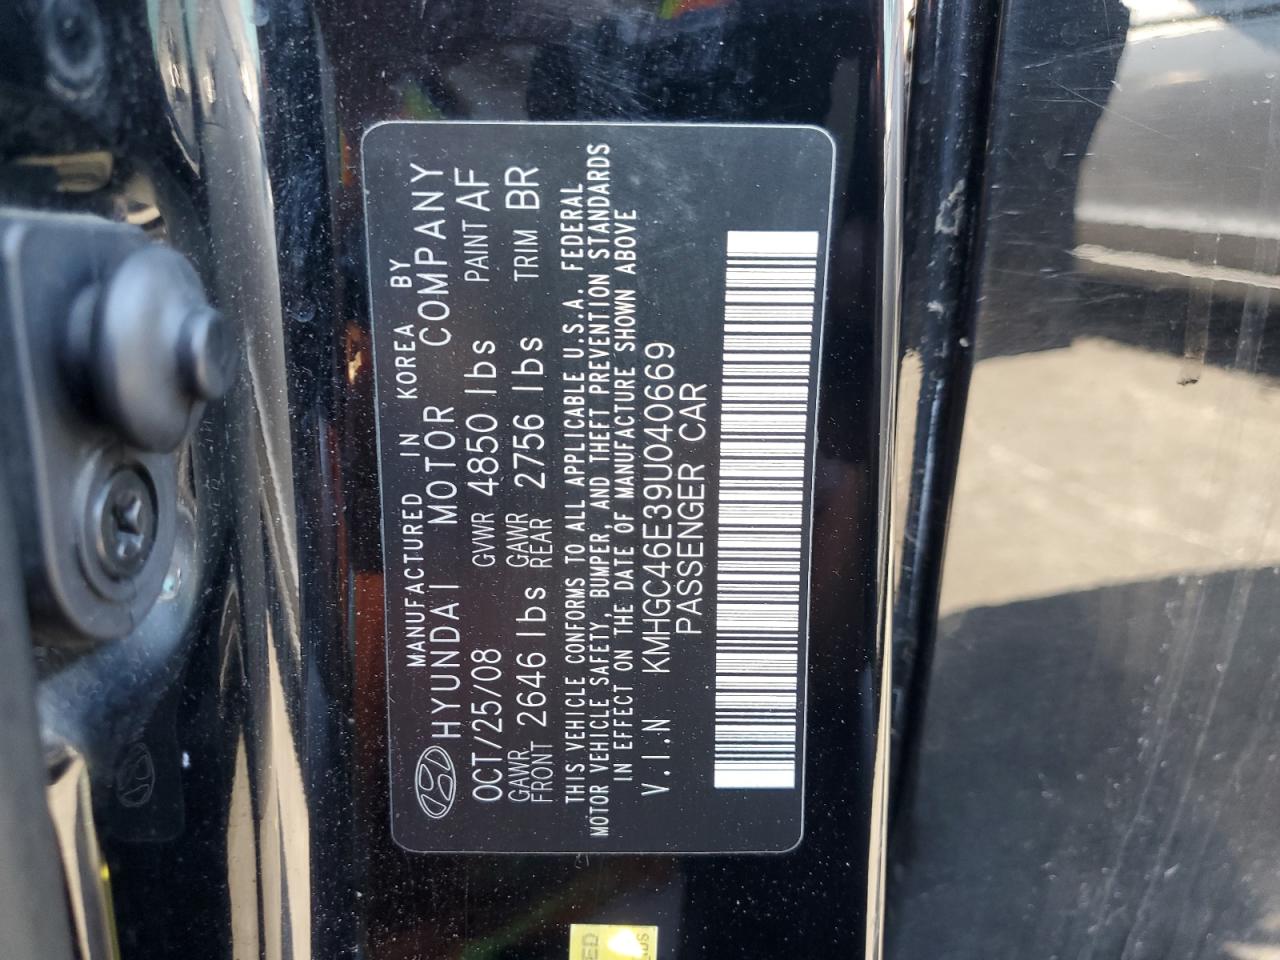 MANUFACTURED IN KOREA BY
HYUNDAI MOTOR COMPANY
OCT/25/08 GVWR 4850 lbs PAINT AF
GAWR FRONT 2646 lbs GAWR REAR 2756 lbs TRIM BR
THIS VEHICLE CONFORMS TO ALL APPLICABLE U.S.A. FEDERAL
MOTOR VEHICLE SAFETY, BUMPER, AND THEFT PREVENTION STANDARDS
IN EFFECT ON THE DATE OF MANUFACTURE SHOWN ABOVE
V.I.N KMHGC46E39U040669
PASSENGER CAR